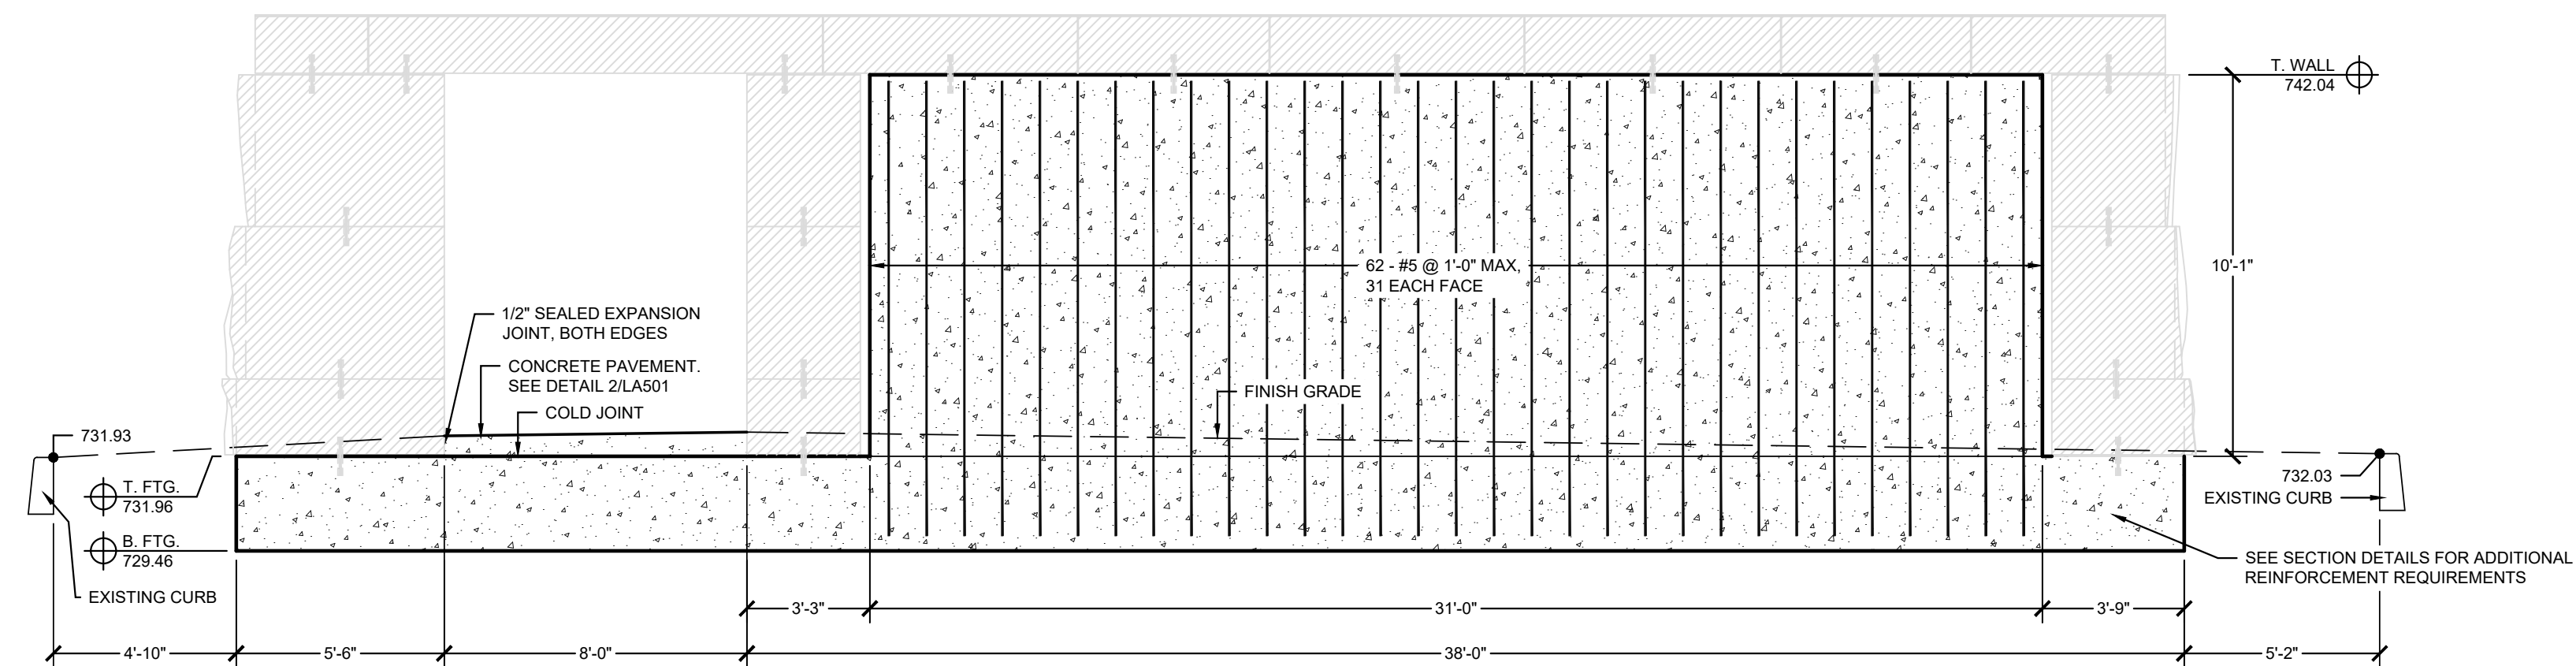 T. WALL
742.04
10'-1"
62 - #5 @ 1'-0" MAX,
31 EACH FACE
1/2" SEALED EXPANSION
JOINT, BOTH EDGES
CONCRETE PAVEMENT.
SEE DETAIL 2/LA501
COLD JOINT
FINISH GRADE
731.93
T. FTG.
731.96
B. FTG.
729.46
EXISTING CURB
732.03
EXISTING CURB
SEE SECTION DETAILS FOR ADDITIONAL
REINFORCEMENT REQUIREMENTS
3'-3"
31'-0"
3'-9"
4'-10"
5'-6"
8'-0"
38'-0"
5'-2"